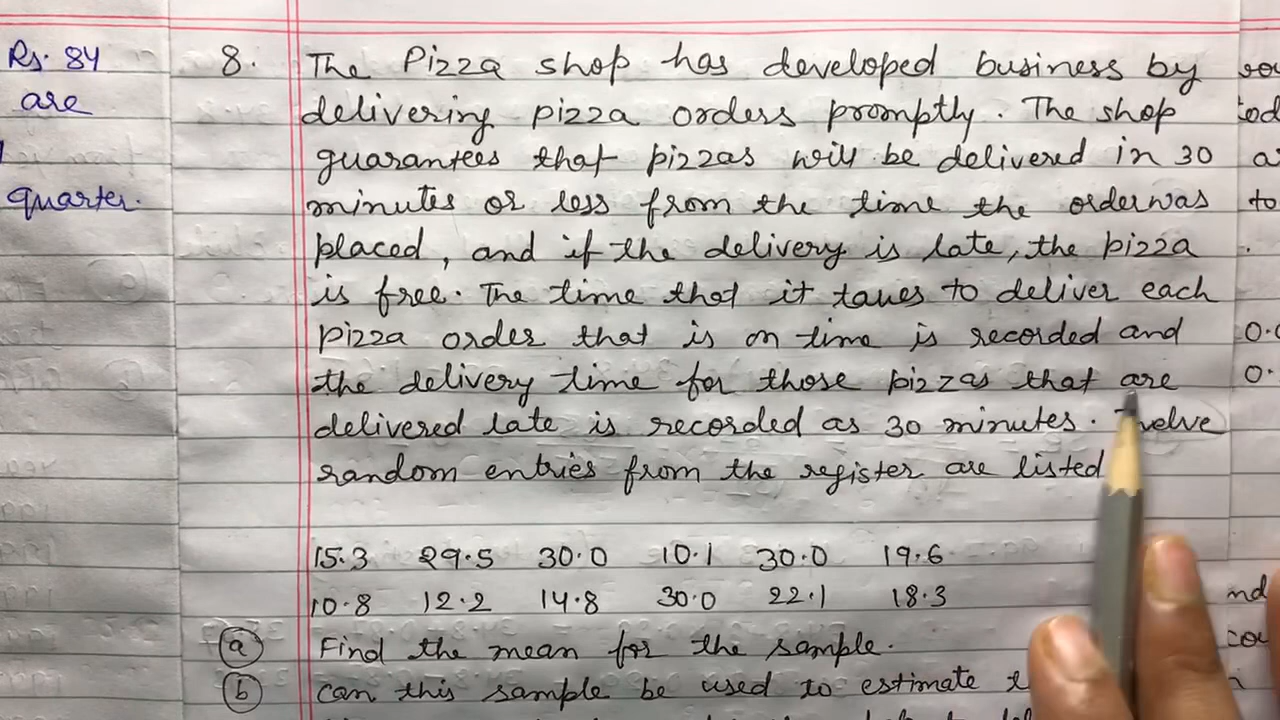 Rs. 84
are
quarter.
8. The Pizza shop has developed business by
delivering pizza orders promptly. The shop
guarantees that pizzas will be delivered in 30
minutes or less from the time the order was
placed, and if the delivery is late, the pizza
is free. The time that it taues to deliver each
pizza order that is on time is recorded and
the delivery time for those pizzas that are
delivered late is recorded as 30 minutes. Twelve
random entries from the register are listed
15.3 29.5 30.0 10.1 30.0 19.6
10.8 12.2 14.8 30.0 22.1 18.3
a Find the mean for the sample.
b Can this sample be used to estimate